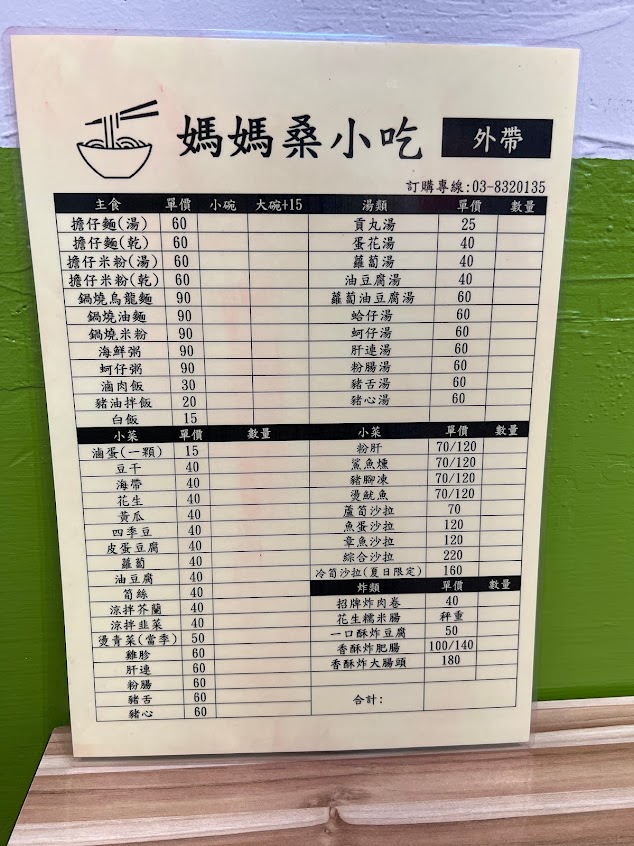 媽媽桑小吃 外帶
訂購專線:03-8320135
主食 單價 小碗 大碗+15
擔仔麵(湯) 60
擔仔麵(乾) 60
擔仔米粉(湯) 60
擔仔米粉(乾) 60
鍋燒烏龍麵 90
鍋燒油麵 90
鍋燒米粉 90
海鮮粥 90
蚵仔粥 90
滷肉飯 30
豬油拌飯 20
白飯 15
湯類 單價 數量
貢丸湯 25
蛋花湯 40
蘿蔔湯 40
油豆腐湯 40
蘿蔔油豆腐湯 60
蛤仔湯 60
蚵仔湯 60
肝連湯 60
粉腸湯 60
豬舌湯 60
豬心湯 60
小菜 單價 數量
滷蛋(一顆) 15
豆干 40
海帶 40
花生 40
黃瓜 40
四季豆 40
皮蛋豆腐 40
蘿蔔 40
油豆腐 40
筍絲 40
涼拌芥蘭 40
涼拌韭菜 40
燙青菜(當季) 50
雞胗 60
肝連 60
粉腸 60
豬舌 60
豬心 60
小菜 單價 數量
粉肝 70/120
鯊魚燻 70/120
豬腳凍 70/120
燙魷魚 70/120
蘆筍沙拉 70
魚蛋沙拉 120
章魚沙拉 120
綜合沙拉 220
冷筍沙拉(夏日限定) 160
炸類 單價 數量
招牌炸肉卷 40
花生糯米腸 秤重
一口酥炸豆腐 50
香酥炸肥腸 100/140
香酥炸大腸頭 180
合計: